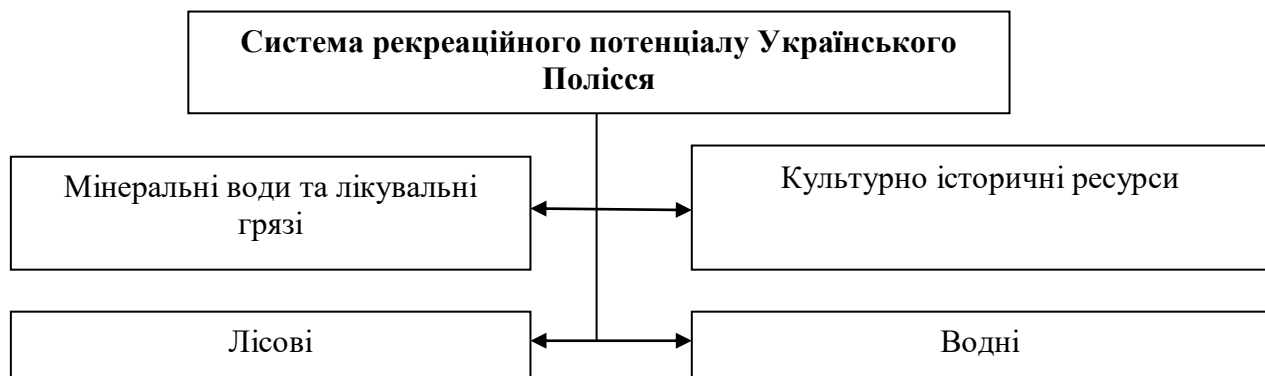 Система рекреаційного потенціалу Українського
Полісся
Мінеральні води та лікувальні
грязі
Культурно історичні ресурси
Лісові
Водні